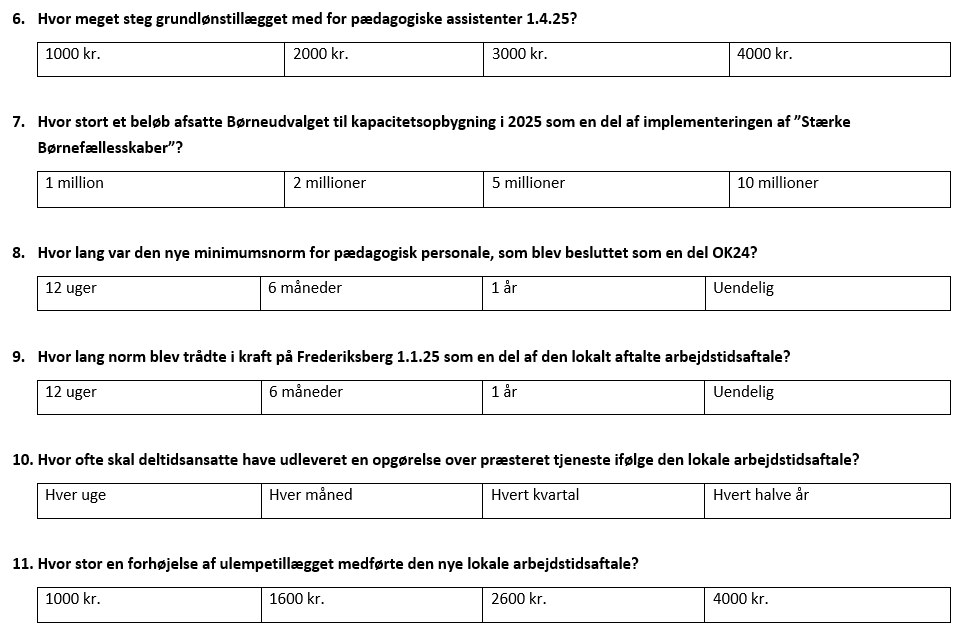 6. Hvor meget steg grundlønstillægget med for pædagogiske assistenter 1.4.25?
1000 kr. 2000 kr. 3000 kr. 4000 kr.
7. Hvor stort et beløb afsatte Børneudvalget til kapacitetsopbygning i 2025 som en del af implementeringen af ”Stærke
Børnefællesskaber”?
1 million 2 millioner 5 millioner 10 millioner
8. Hvor lang var den nye minimumsnorm for pædagogisk personale, som blev besluttet som en del OK24?
12 uger 6 måneder 1 år Uendelig
9. Hvor lang norm blev trådte i kraft på Frederiksberg 1.1.25 som en del af den lokalt aftalte arbejdstidsaftale?
12 uger 6 måneder 1 år Uendelig
10. Hvor ofte skal deltidsansatte have udleveret en opgørelse over præsteret tjeneste ifølge den lokale arbejdstidsaftale?
Hver uge Hver måned Hvert kvartal Hvert halve år
11. Hvor stor en forhøjelse af ulempetillægget medførte den nye lokale arbejdstidsaftale?
1000 kr. 1600 kr. 2600 kr. 4000 kr.